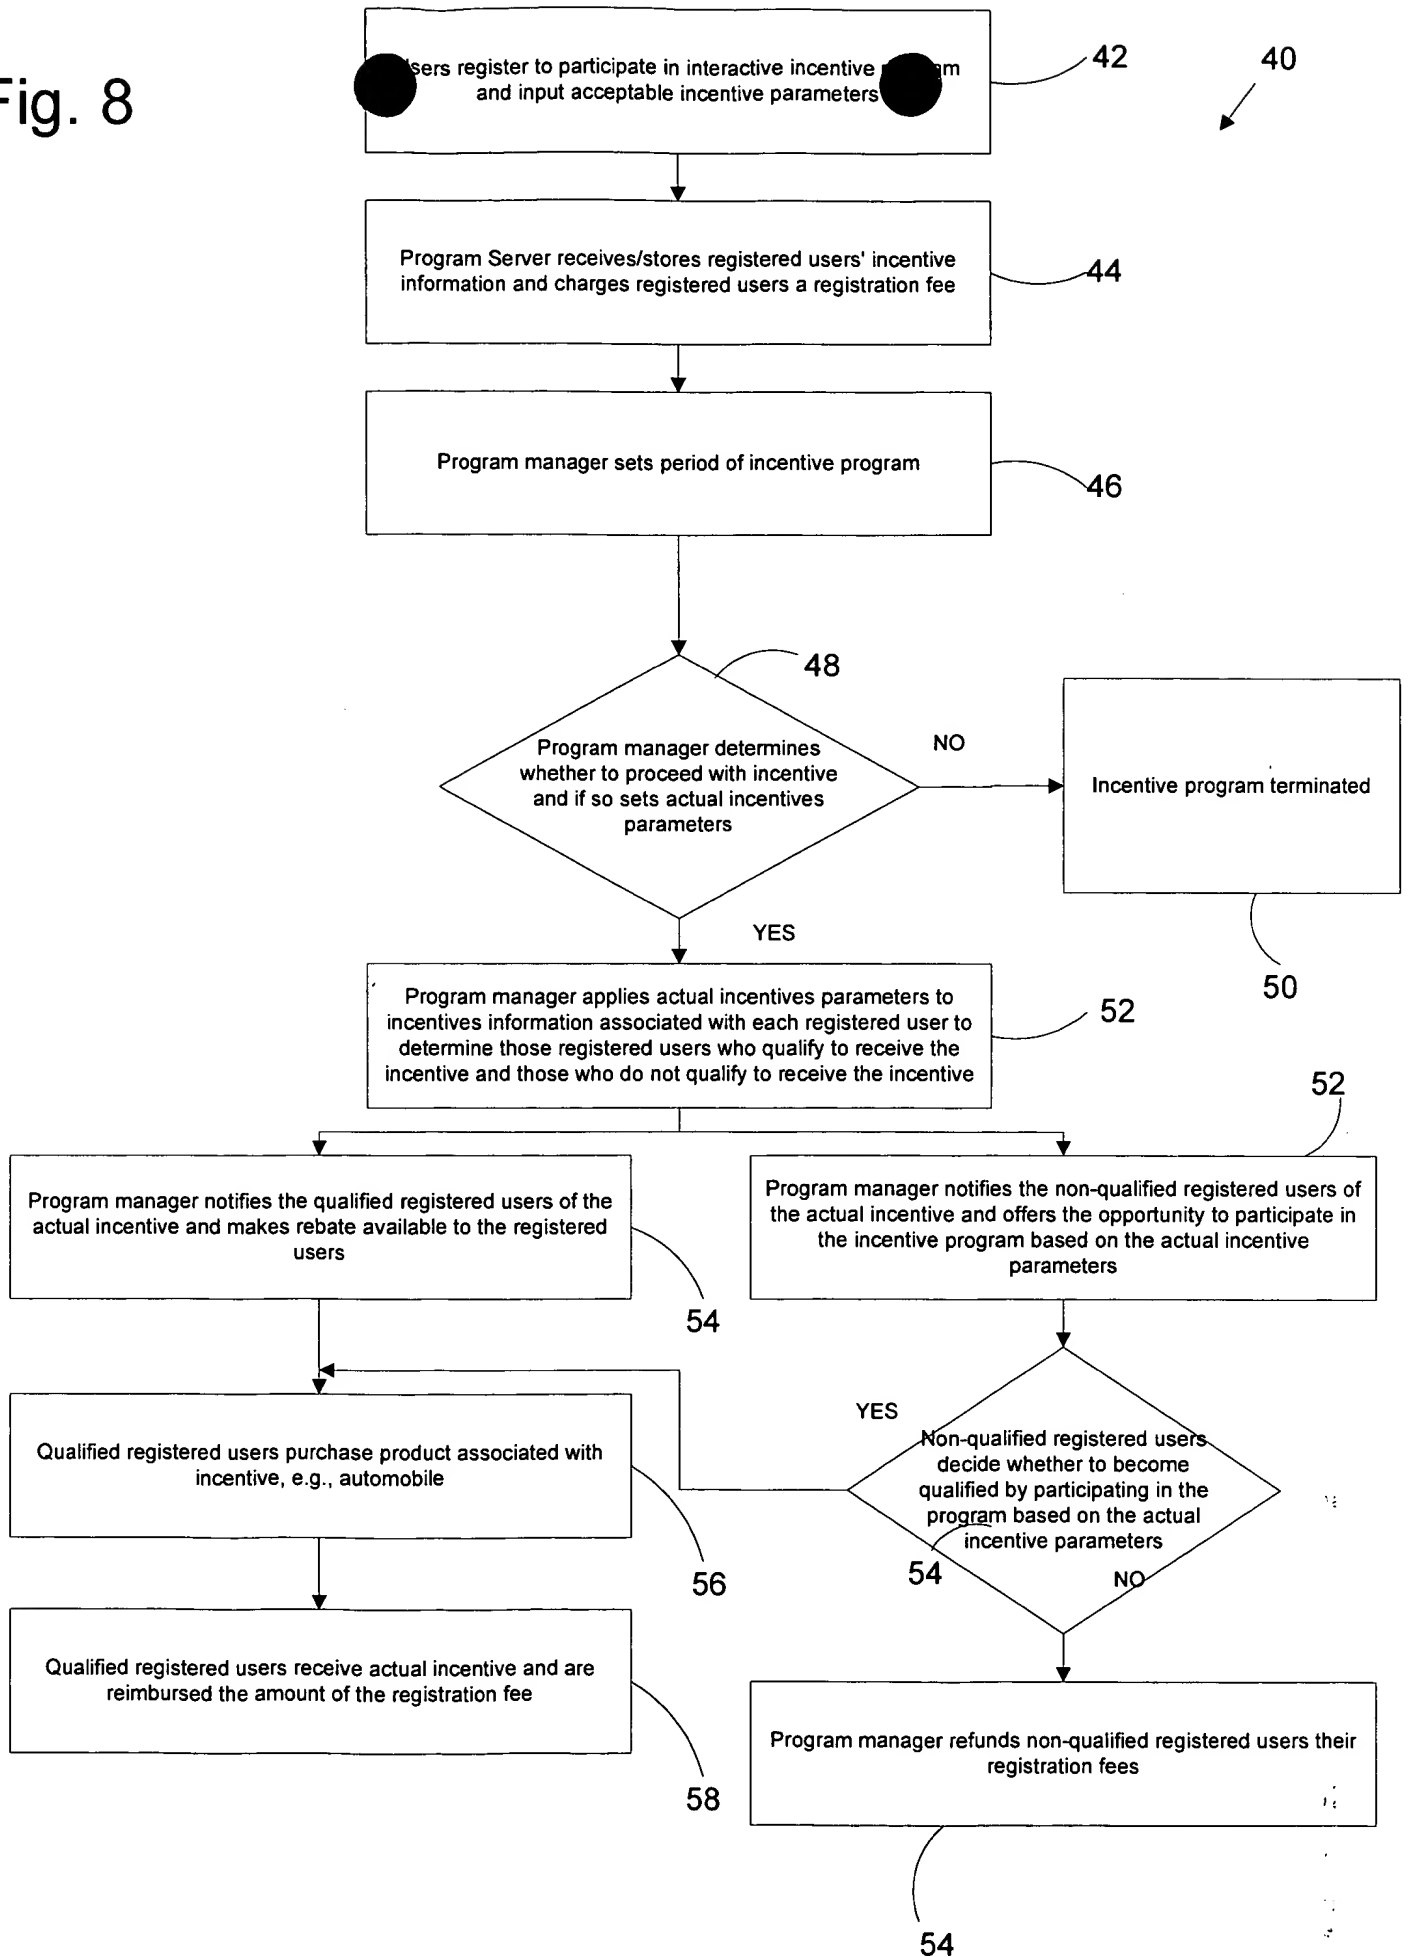 Fig. 8
40
sers register to participate in interactive incentive
and input acceptable incentive parameters
42
Program Server receives/stores registered users' incentive
information and charges registered users a registration fee
44
Program manager sets period of incentive program
46
48
Program manager determines
whether to proceed with incentive
and if so sets actual incentives
parameters
NO
Incentive program terminated
50
YES
Program manager applies actual incentives parameters to
incentives information associated with each registered user to
determine those registered users who qualify to receive the
incentive and those who do not qualify to receive the incentive
52
52
Program manager notifies the qualified registered users of the
actual incentive and makes rebate available to the registered
users
54
Program manager notifies the non-qualified registered users of
the actual incentive and offers the opportunity to participate in
the incentive program based on the actual incentive
parameters
YES
Non-qualified registered users
decide whether to become
qualified by participating in the
program based on the actual
incentive parameters
54
NO
Qualified registered users purchase product associated with
incentive, e.g., automobile
56
Qualified registered users receive actual incentive and are
reimbursed the amount of the registration fee
58
Program manager refunds non-qualified registered users their
registration fees
54